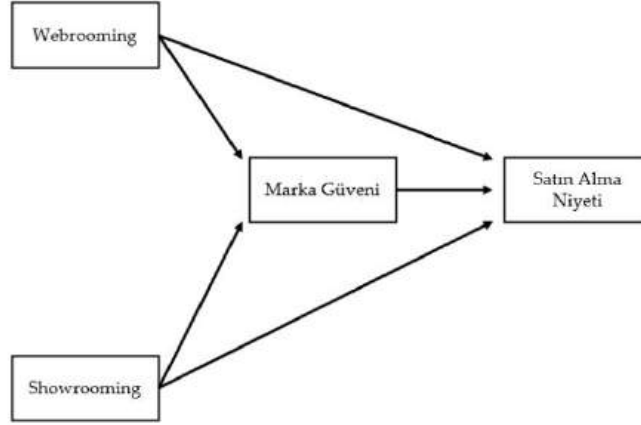 Webrooming
Marka Güveni
Satın Alma
Niyeti
Showrooming